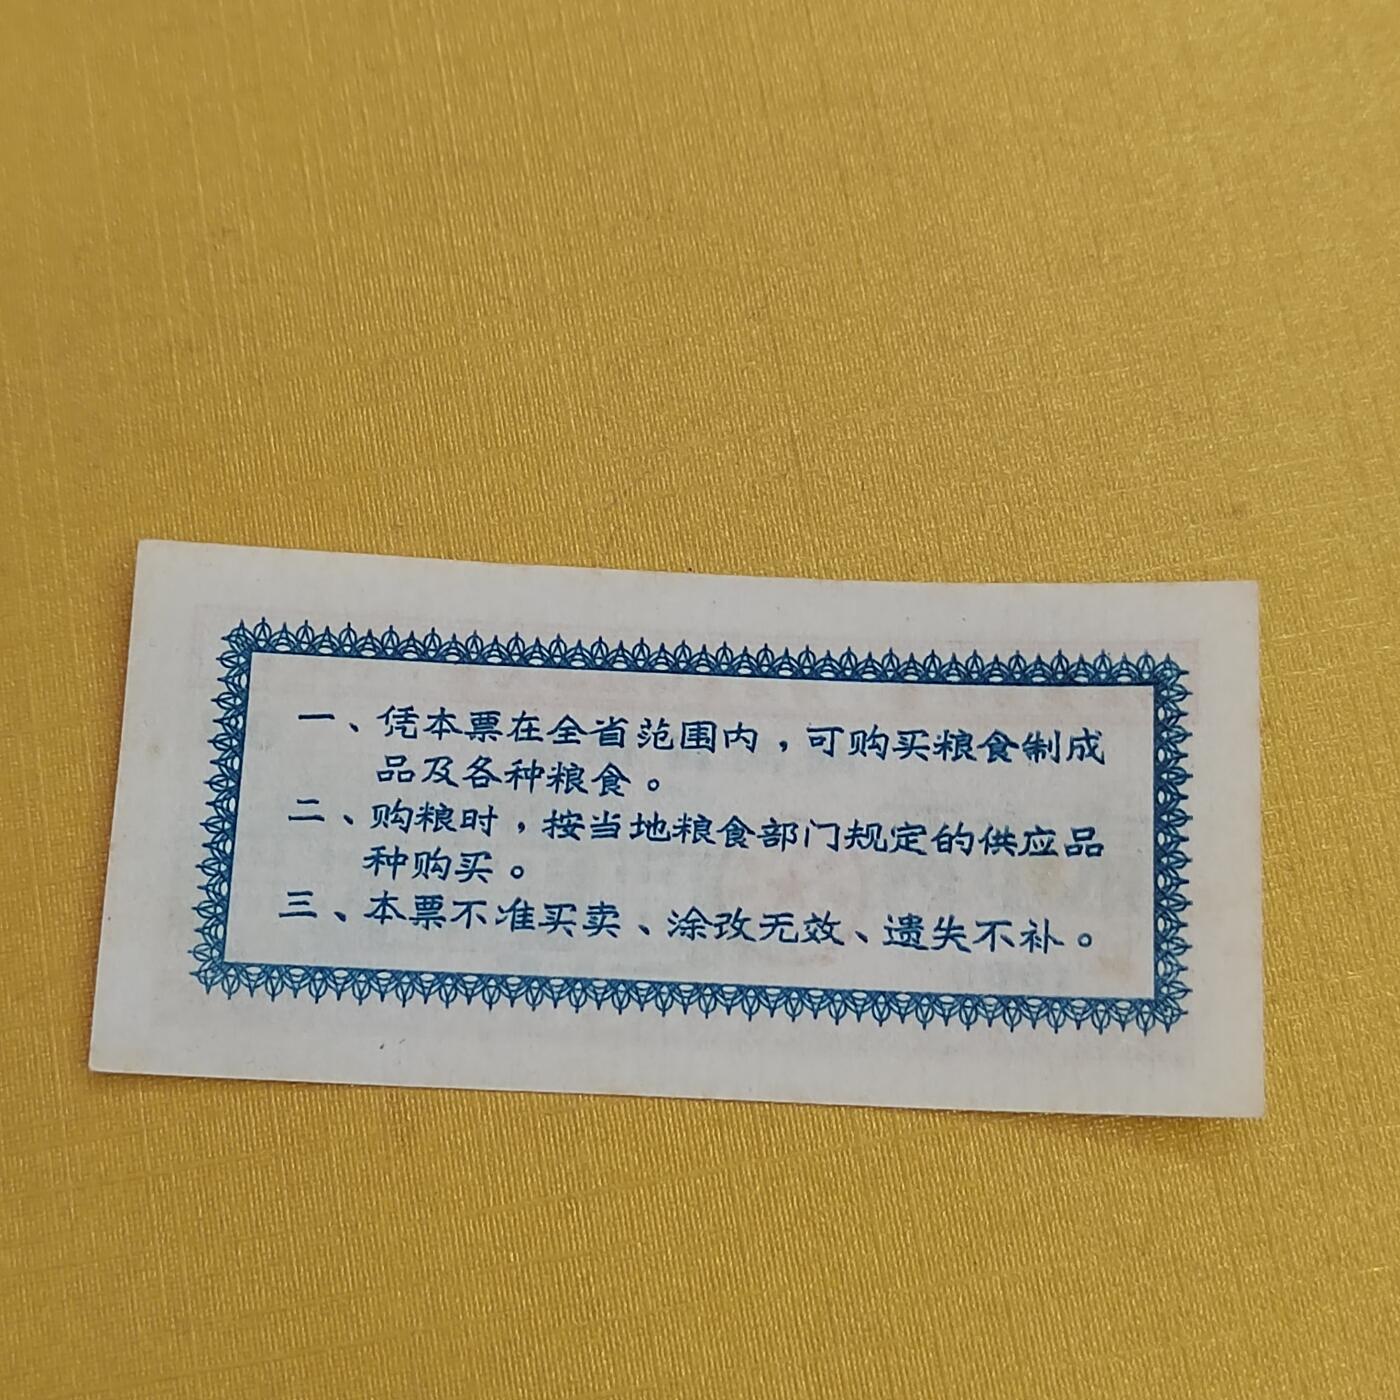 一、凭本票在全省范围内，可购买粮食制成
品及各种粮食。
二、购粮时，按当地粮食部门规定的供应品
种购买。
三、本票不准买卖、涂改无效、遗失不补。